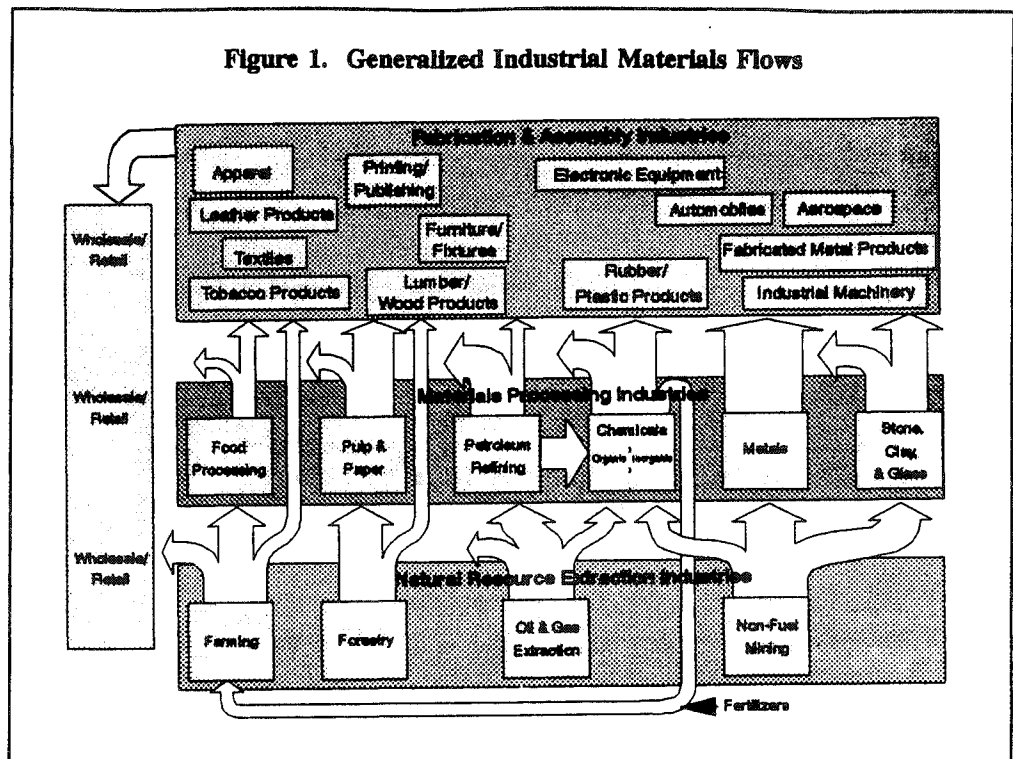 Figure 1. Generalized Industrial Materials Flows
Fabrication & Assembly Industries
Apparel
Printing/
Publishing
Electronic Equipment
Leather Products
Automobiles
Aerospace
Wholesale/
Retail
Textiles
Furniture/
Fixtures
Fabricated Metal Products
Tobacco Products
Lumber/
Wood Products
Rubber/
Plastic Products
Industrial Machinery
Materials Processing Industries
Wholesale/
Retail
Food
Processing
Pulp &
Paper
Petroleum
Refining
Chemicals
Organic Inorganic
Metals
Stone,
Clay,
& Glass
Wholesale/
Retail
Natural Resource Extraction Industries
Farming
Forestry
Oil & Gas
Extraction
Non-Fuel
Mining
Fertilizers